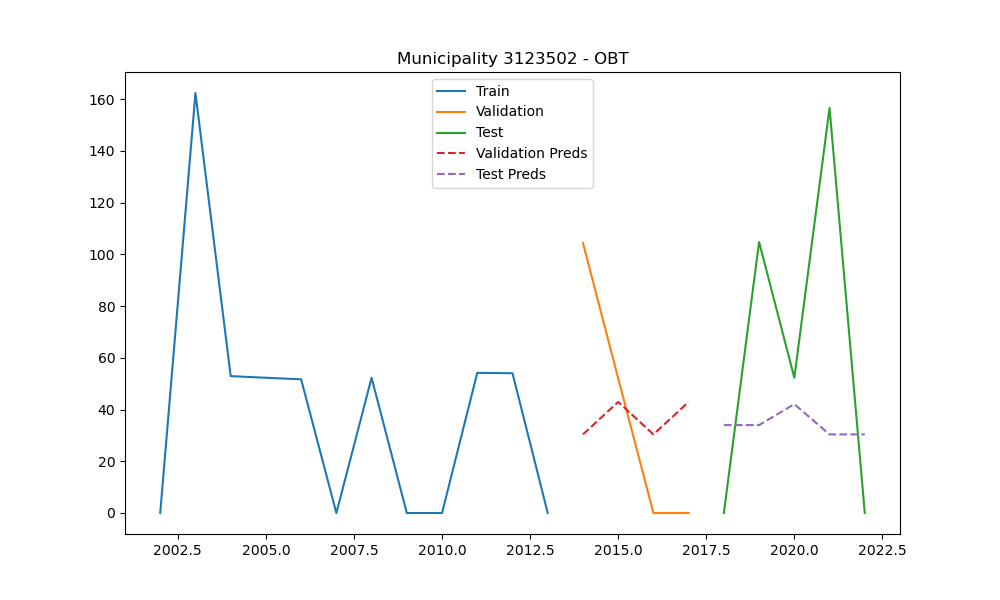 Municipality 3123502 - OBT
Train
Validation
Test
Validation Preds
Test Preds
160
140
120
100
80
60
40
20
0
2002.5 2005.0 2007.5 2010.0 2012.5 2015.0 2017.5 2020.0 2022.5